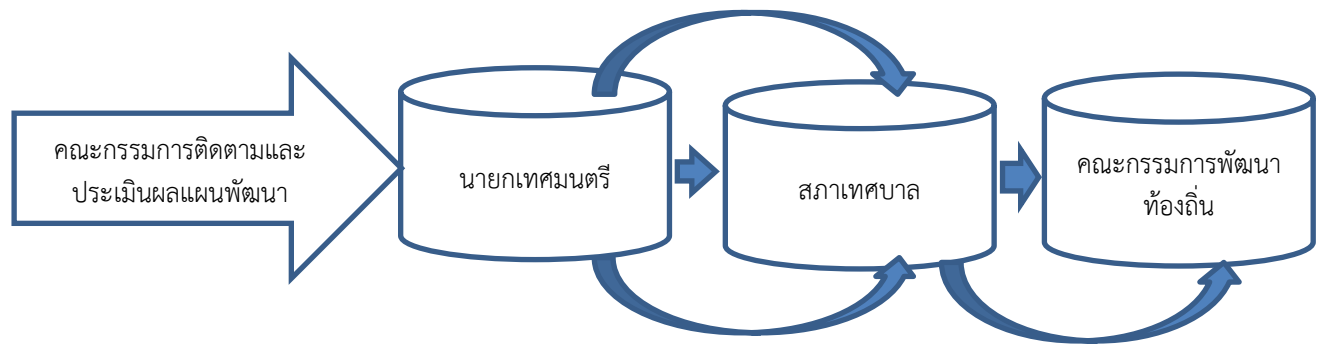 คณะกรรมการติดตามและ
ประเมินผลแผนพัฒนา
นายกเทศมนตรี
สภาเทศบาล
คณะกรรมการพัฒนา
ท้องถิ่น